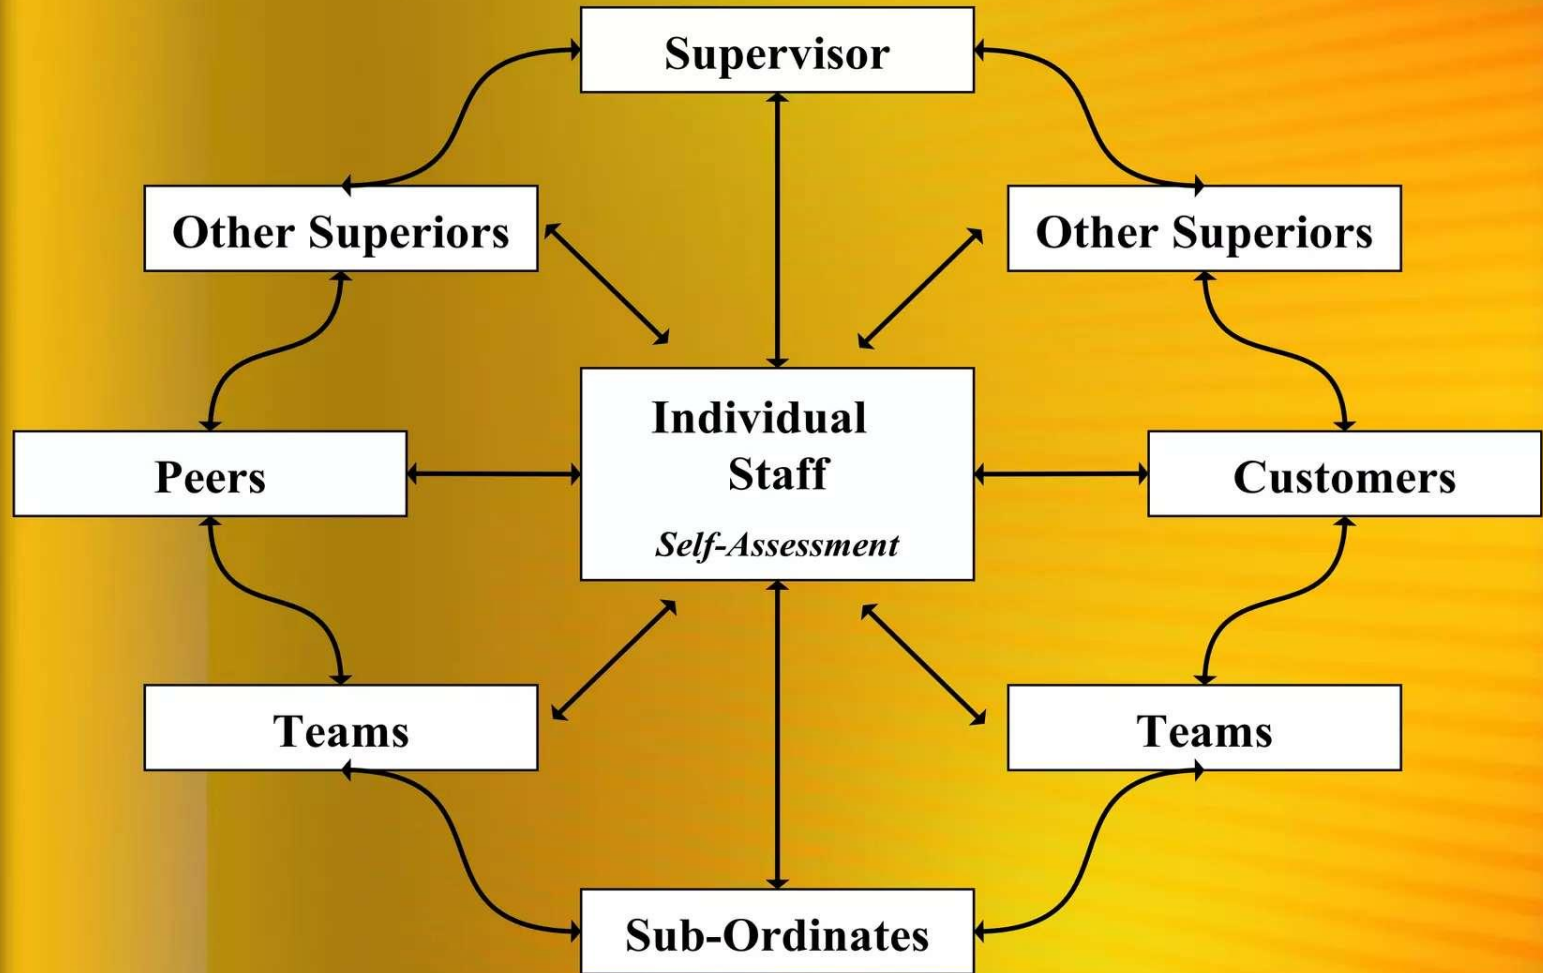 Supervisor
Other Superiors
Other Superiors
Individual
Staff
Self-Assessment
Peers
Customers
Teams
Teams
Sub-Ordinates